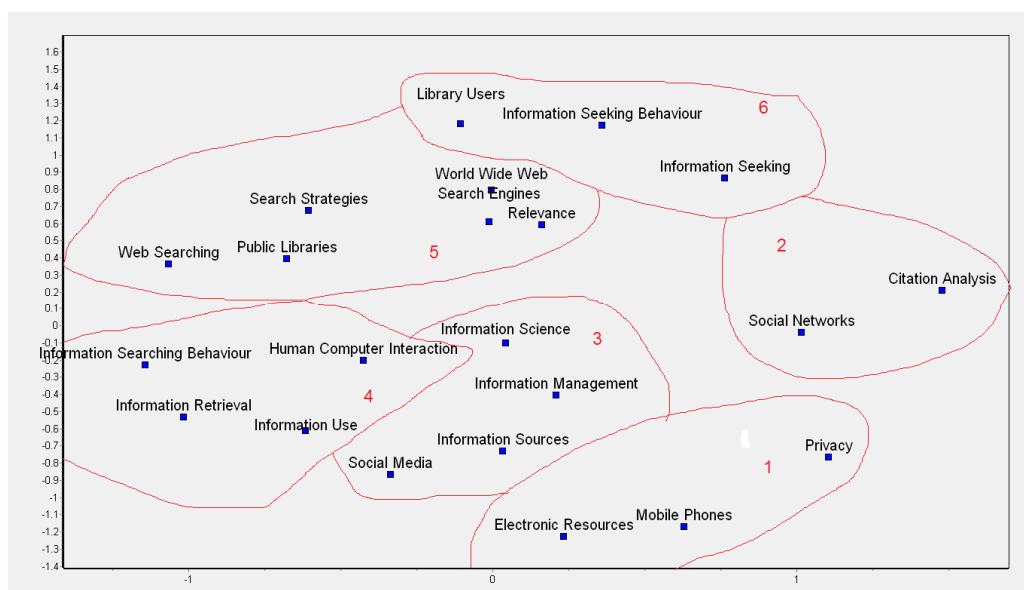 1.6
1.5
1.4
1.3
1.2
1.1
1
0.9
0.8
0.7
0.6
0.5
0.4
0.3
0.2
0.1
0
-0.1
-0.2
-0.3
-0.4
-0.5
-0.6
-0.7
-0.8
-0.9
-1
-1.1
-1.2
-1.3
-1.4
Library Users
6
Information Seeking Behaviour
Information Seeking
World Wide Web
Search Engines
Search Strategies
Relevance
Public Libraries
Web Searching
5
2
Citation Analysis
Social Networks
Information Science
3
Human Computer Interaction
Information Searching Behaviour
Information Management
4
Information Retrieval
Information Use
Information Sources
Social Media
Privacy
1
Mobile Phones
Electronic Resources
-1
0
1